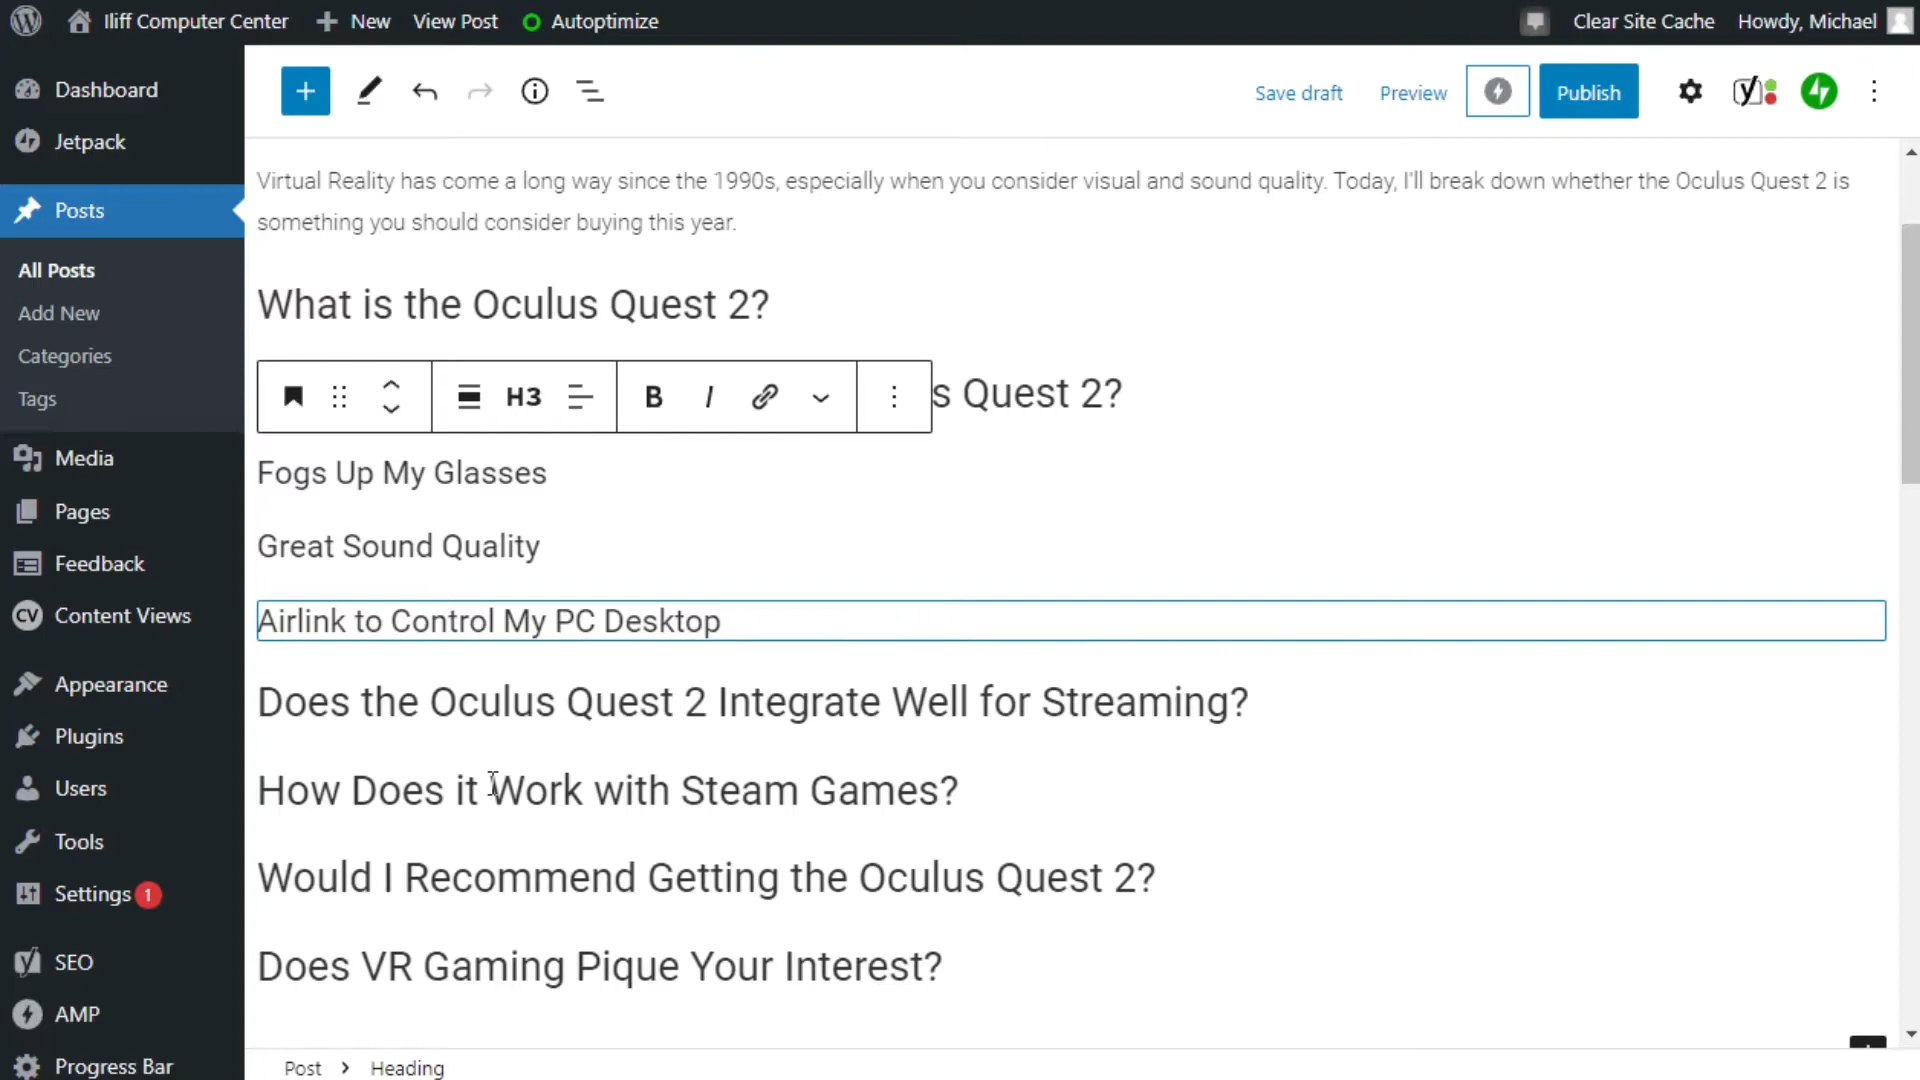 Iliff Computer Center
New
View Post
Autoptimize
Clear Site Cache
Howdy, Michael
Dashboard
Jetpack
Posts
All Posts
Add New
Categories
Tags
Media
Pages
Feedback
CV Content Views
Appearance
Plugins
Users
Tools
Settings 1
SEO
AMP
Progress Bar
Save draft
Preview
Publish
Virtual Reality has come a long way since the 1990s, especially when you consider visual and sound quality. Today, I'll break down whether the Oculus Quest 2 is
something you should consider buying this year.
What is the Oculus Quest 2?
H3 B I
s Quest 2?
Fogs Up My Glasses
Great Sound Quality
Airlink to Control My PC Desktop
Does the Oculus Quest 2 Integrate Well for Streaming?
How Does it Work with Steam Games?
Would I Recommend Getting the Oculus Quest 2?
Does VR Gaming Pique Your Interest?
Post > Heading